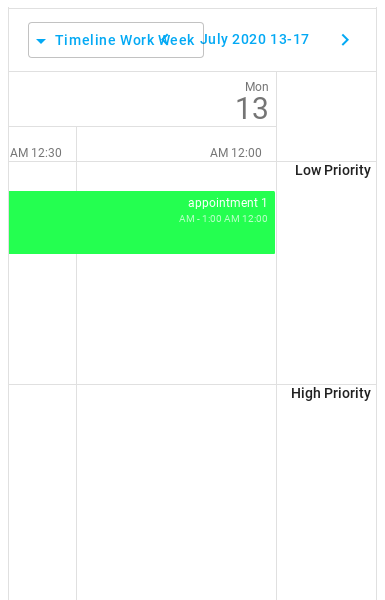 Timeline Work Week
July 2020 13-17
Mon
13
AM 12:00
AM 12:30
Low Priority
appointment 1
AM - 1:00 AM 12:00
High Priority